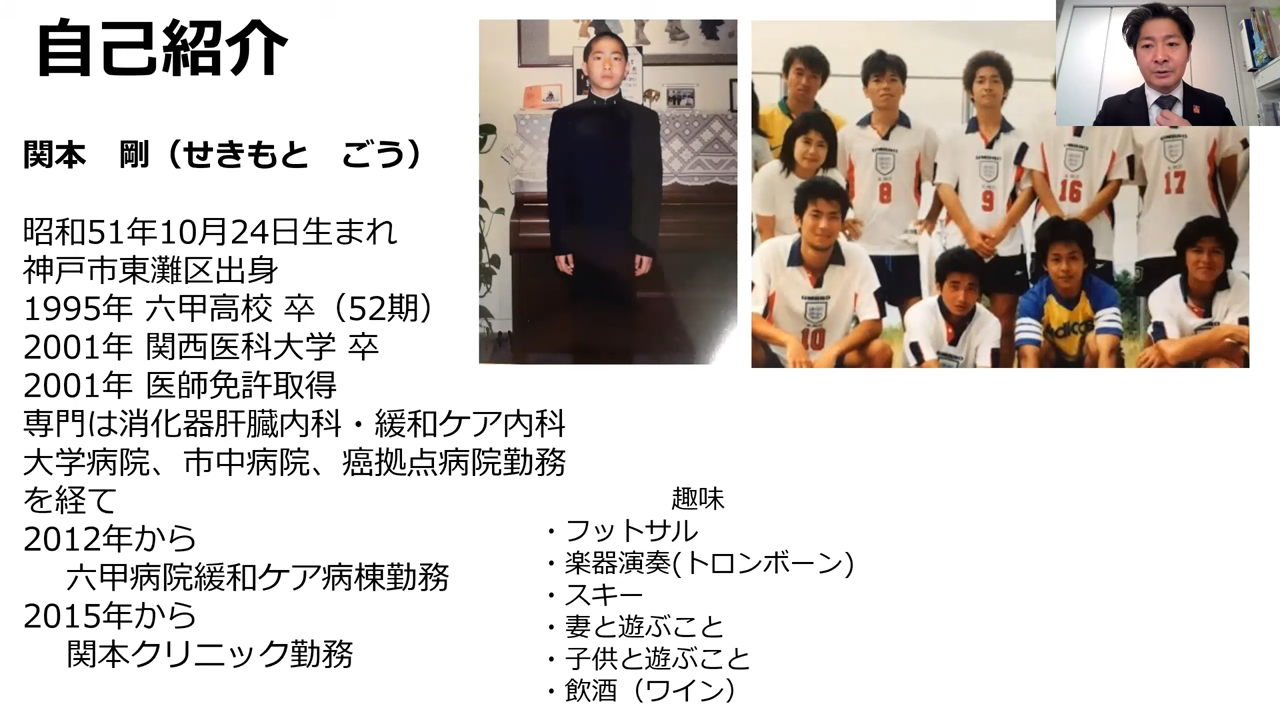 自己紹介
関本　剛（せきもと　ごう）
昭和51年10月24日生まれ
神戸市東灘区出身
1995年 六甲高校 卒（52期）
2001年 関西医科大学 卒
2001年 医師免許取得
専門は消化器肝臓内科・緩和ケア内科
大学病院、市中病院、癌拠点病院勤務
を経て
2012年から
六甲病院緩和ケア病棟勤務
2015年から
関本クリニック勤務
趣味
・フットサル
・楽器演奏(トロンボーン)
・スキー
・妻と遊ぶこと
・子供と遊ぶこと
・飲酒（ワイン）
8
9
16
17
UMBRO
10
adidas